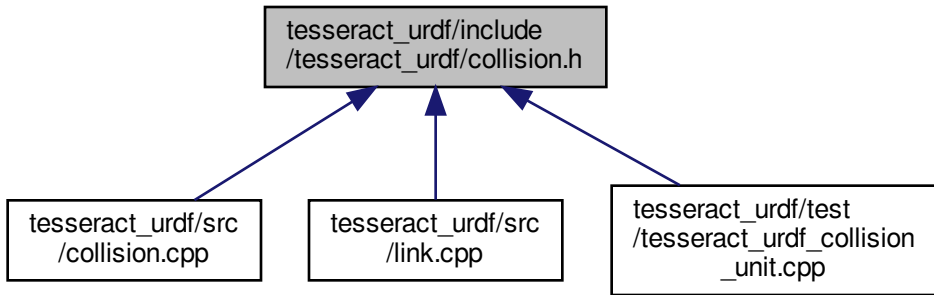 tesseract_urdf/include
/tesseract_urdf/collision.h
tesseract_urdf/src
/collision.cpp
tesseract_urdf/src
/link.cpp
tesseract_urdf/test
/tesseract_urdf_collision
_unit.cpp